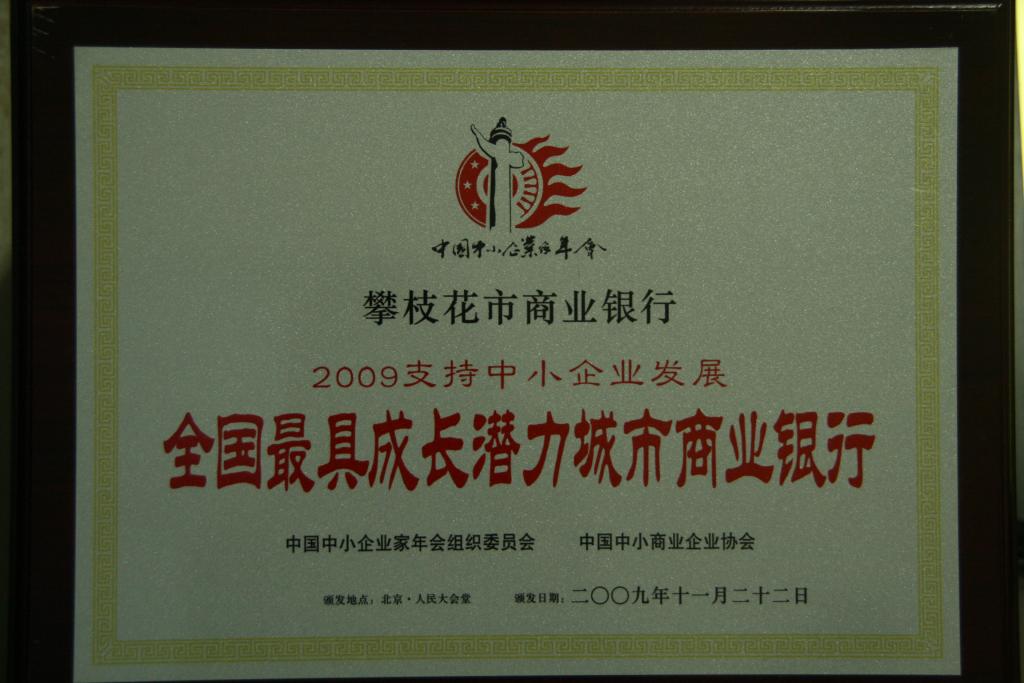 中国中小企业家年会
攀枝花市商业银行
2009支持中小企业发展
全国最具成长潜力城市商业银行
中国中小企业家年会组织委员会 中国中小商业企业协会
颁发地点：北京·人民大会堂 颁发日期：二〇〇九年十一月二十二日